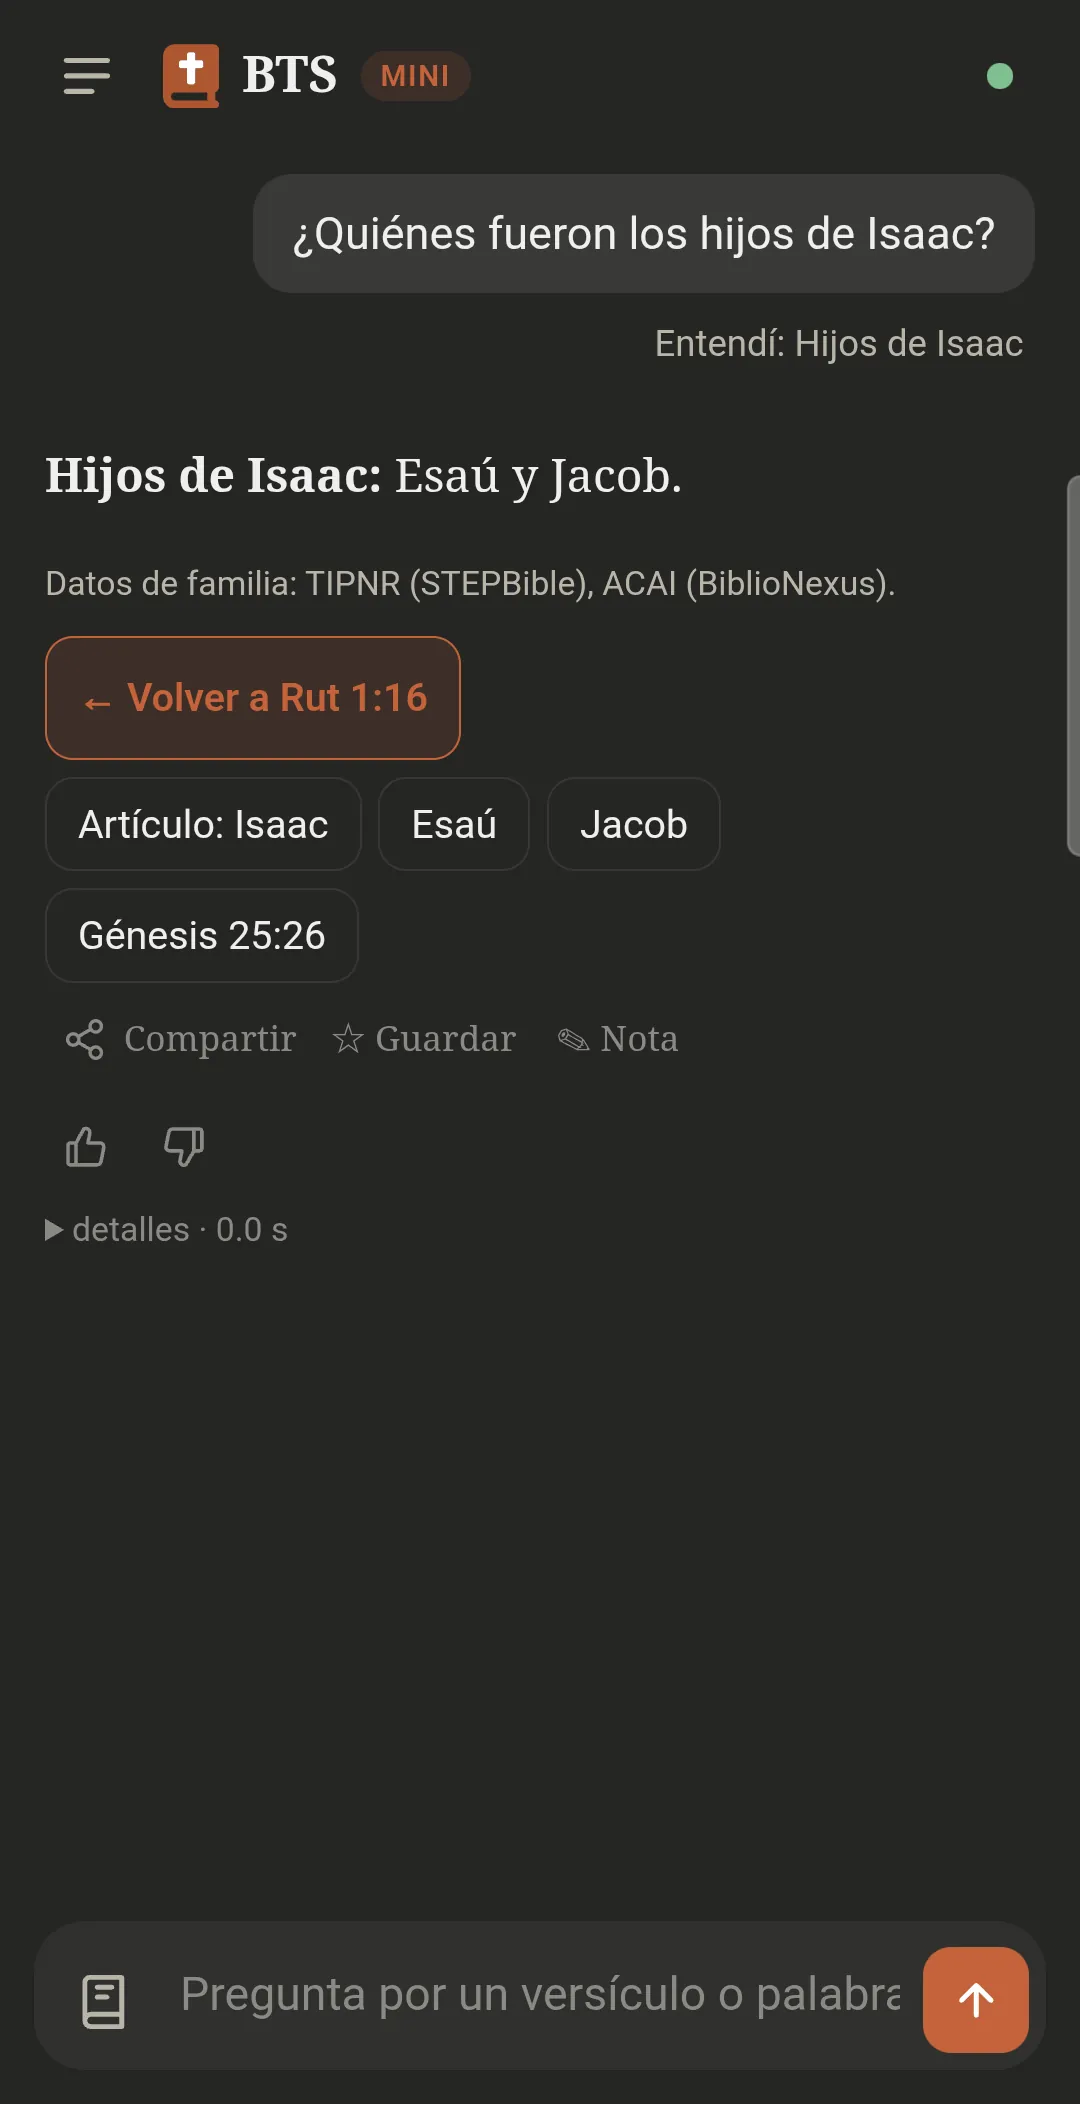 BTS MINI
¿Quiénes fueron los hijos de Isaac?
Entendí: Hijos de Isaac
Hijos de Isaac: Esaú y Jacob.
Datos de familia: TIPNR (STEPBible), ACAI (BiblioNexus).
← Volver a Rut 1:16
Artículo: Isaac Esaú Jacob
Génesis 25:26
Compartir ☆ Guardar ✎ Nota
▶ detalles · 0.0 s
Pregunta por un versículo o palabra